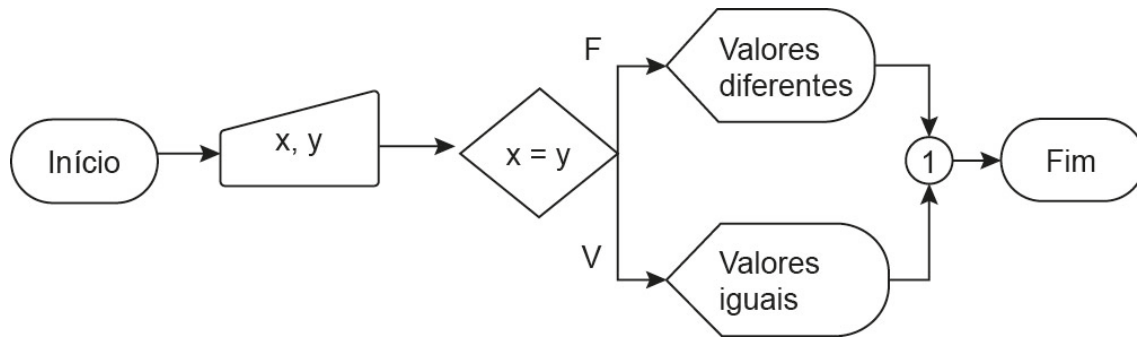 Início
x, y
x = y
F
Valores
diferentes
V
Valores
iguais
1
Fim